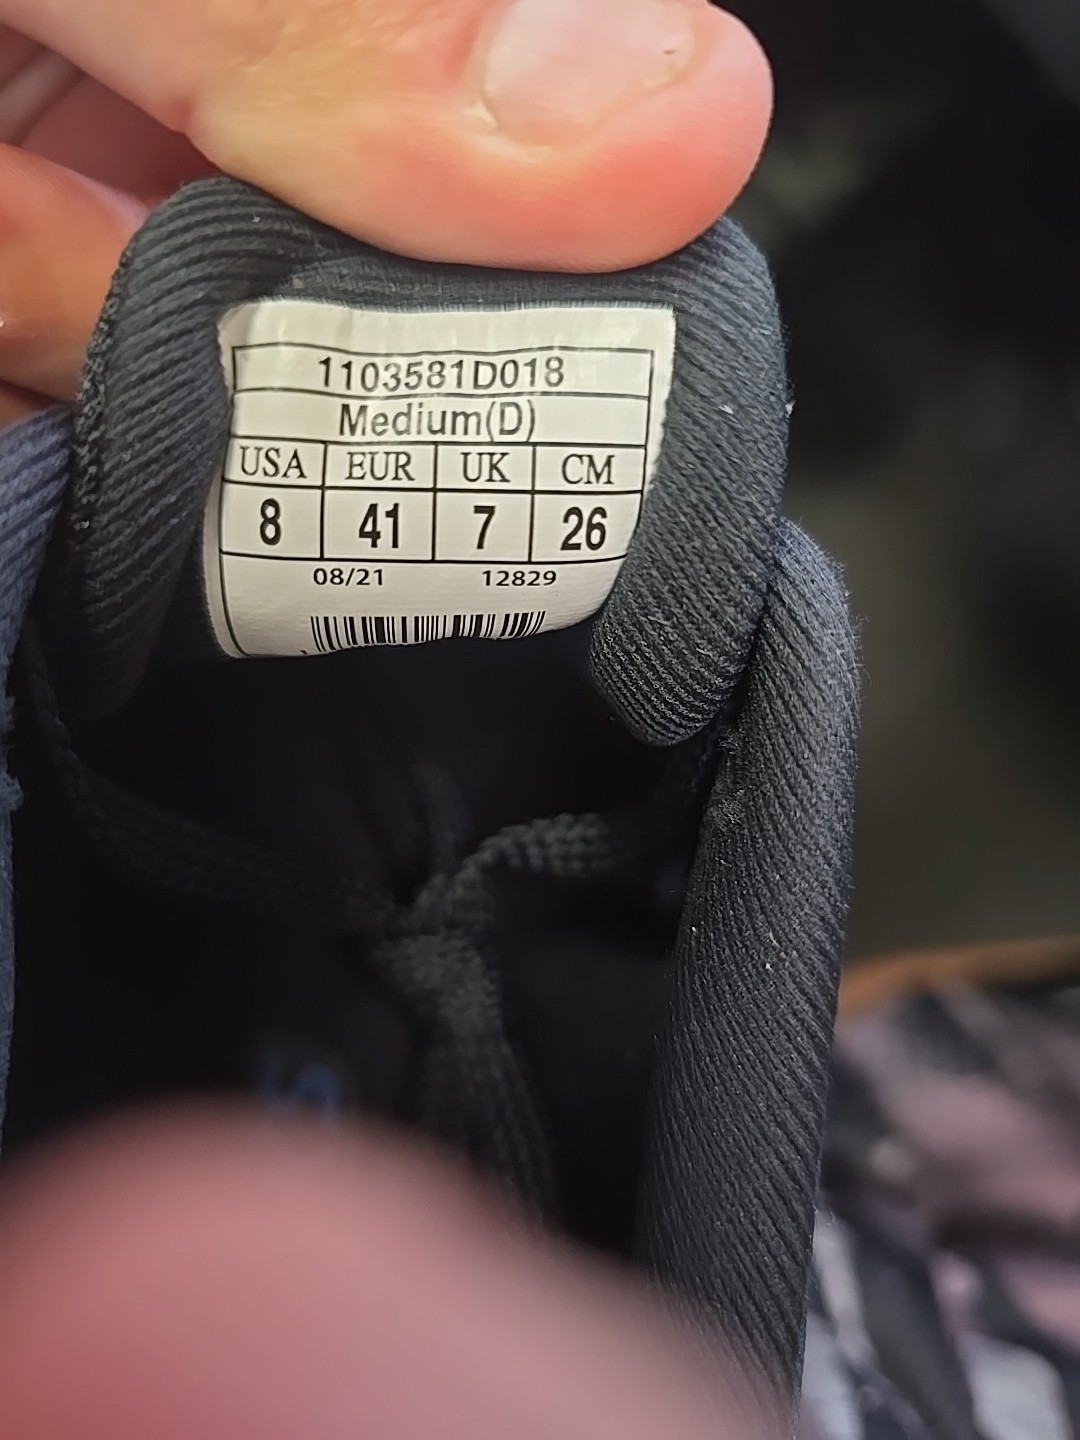 1103581D018
Medium(D)
USA EUR UK CM
8 41 7 26
08/21 12829